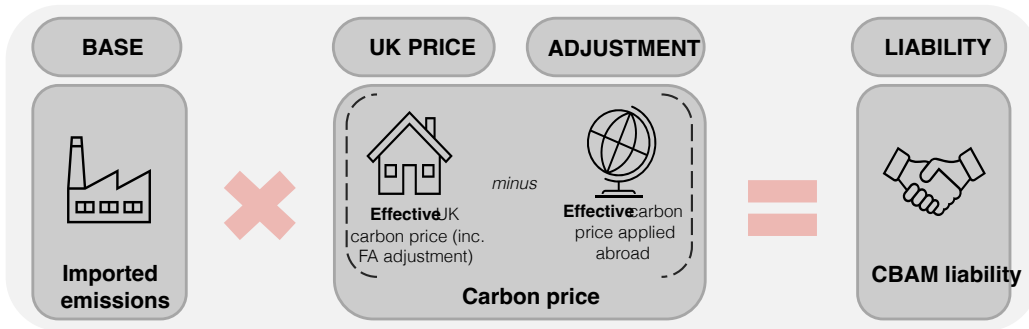 BASE
UK PRICE
ADJUSTMENT
LIABILITY
minus
Effective UK
carbon price (inc.
FA adjustment)
Effective carbon
price applied
abroad
Imported
emissions
Carbon price
CBAM liability